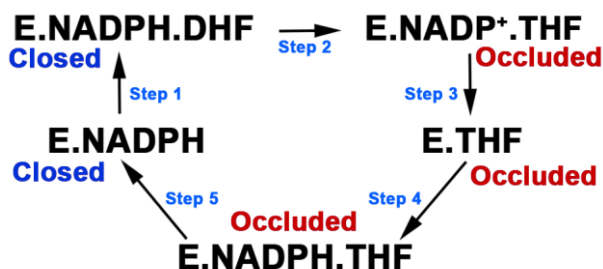 E.NADPH.DHF
Closed
Step 1
Step 2
E.NADP⁺.THF
Occluded
Step 3
E.NADPH
Closed
E.THF
Occluded
Step 5
Step 4
Occluded
E.NADPH.THF